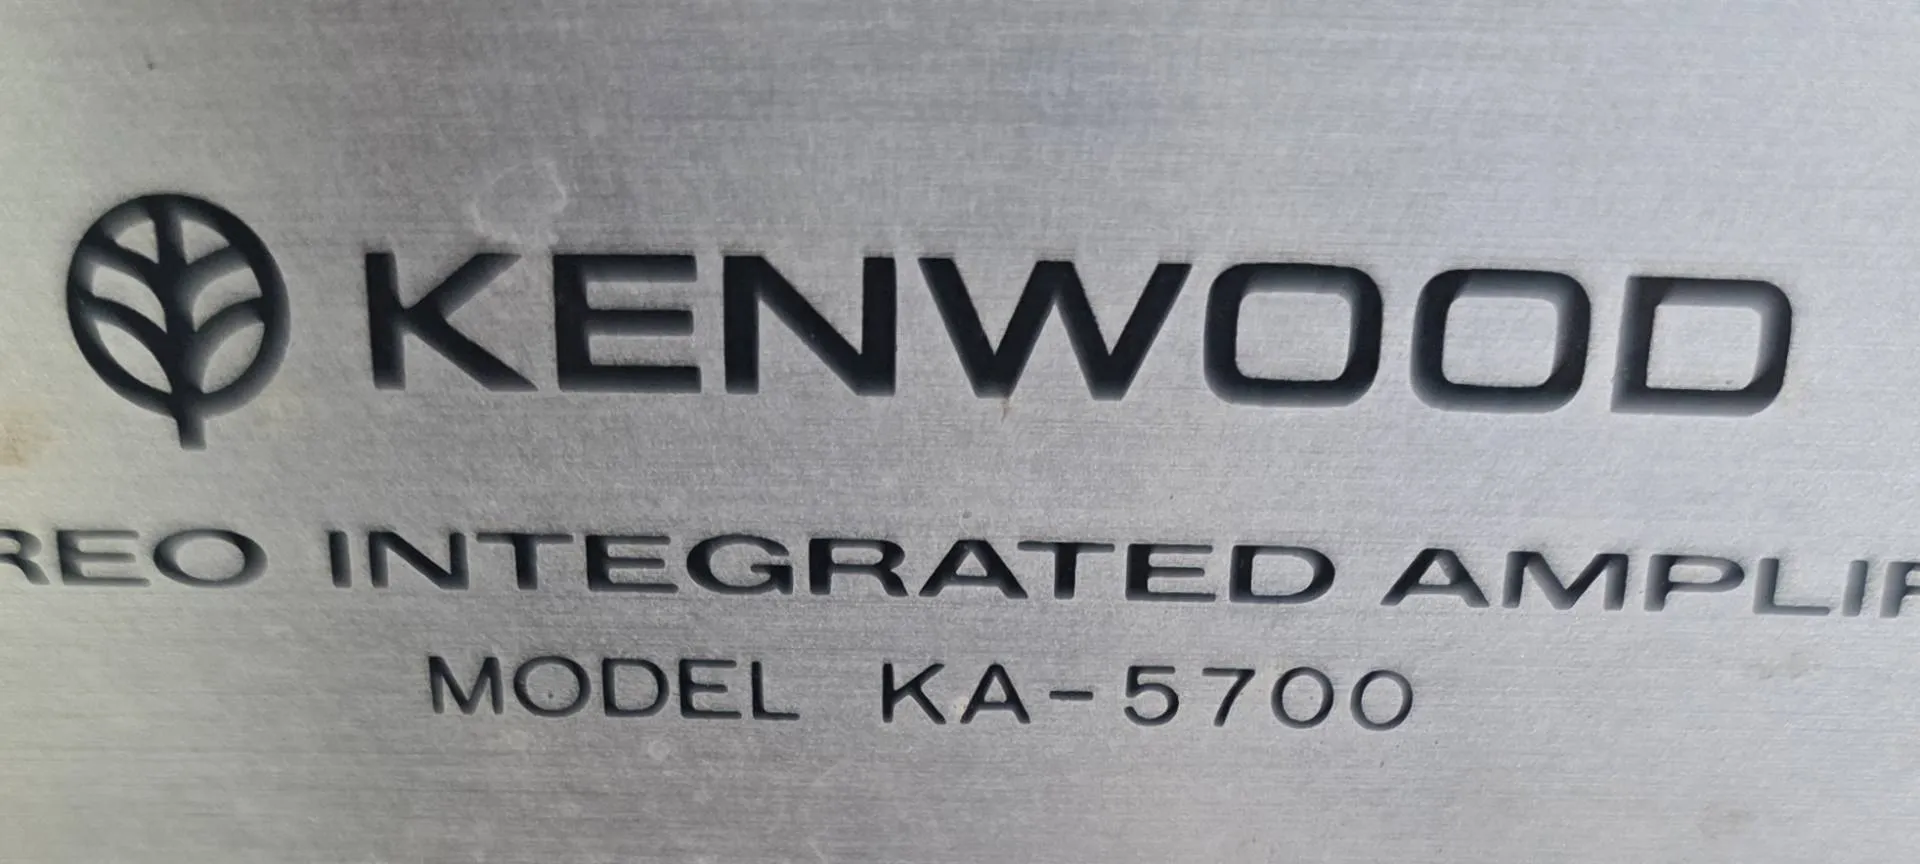 KENWOOD
REO INTEGRATED AMPLIF
MODEL KA-5700